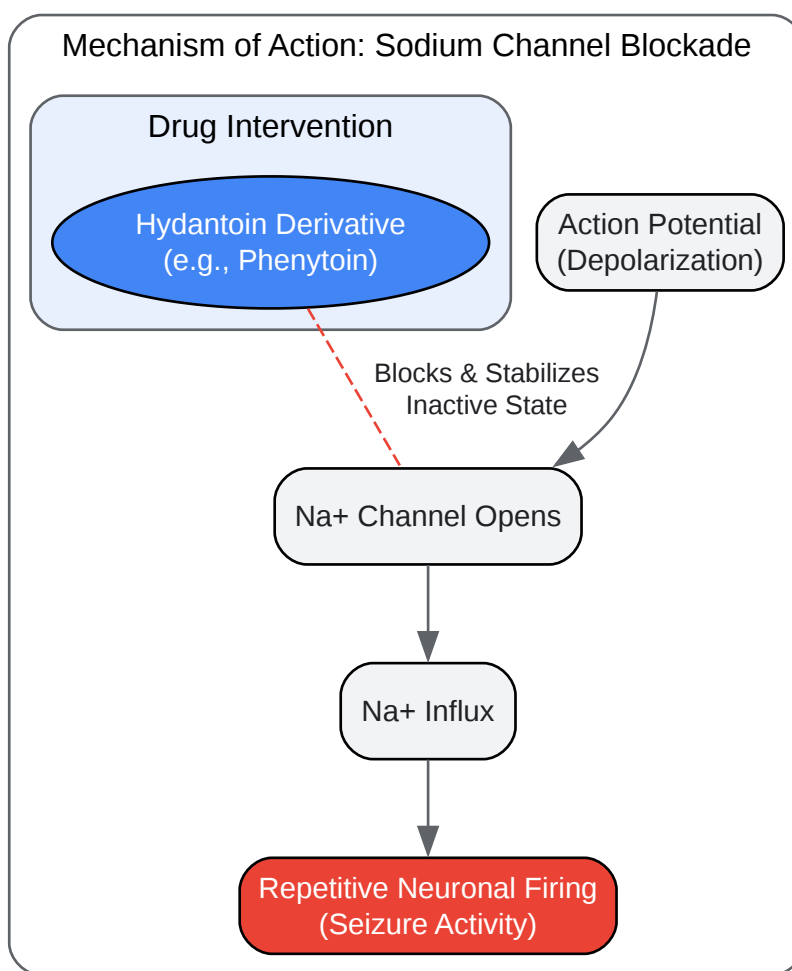 Mechanism of Action: Sodium Channel Blockade
Drug Intervention
Hydantoin Derivative
(e.g., Phenytoin)
Action Potential
(Depolarization)
Blocks & Stabilizes
Inactive State
Na+ Channel Opens
Na+ Influx
Repetitive Neuronal Firing
(Seizure Activity)